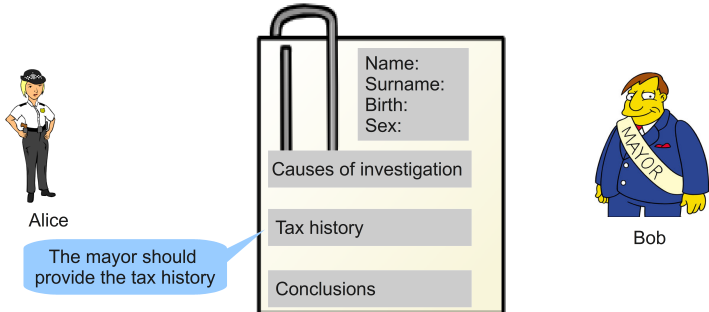 Name:
Surname:
Birth:
Sex:
Causes of investigation
Tax history
Conclusions
Alice
The mayor should
provide the tax history
MAYOR
Bob